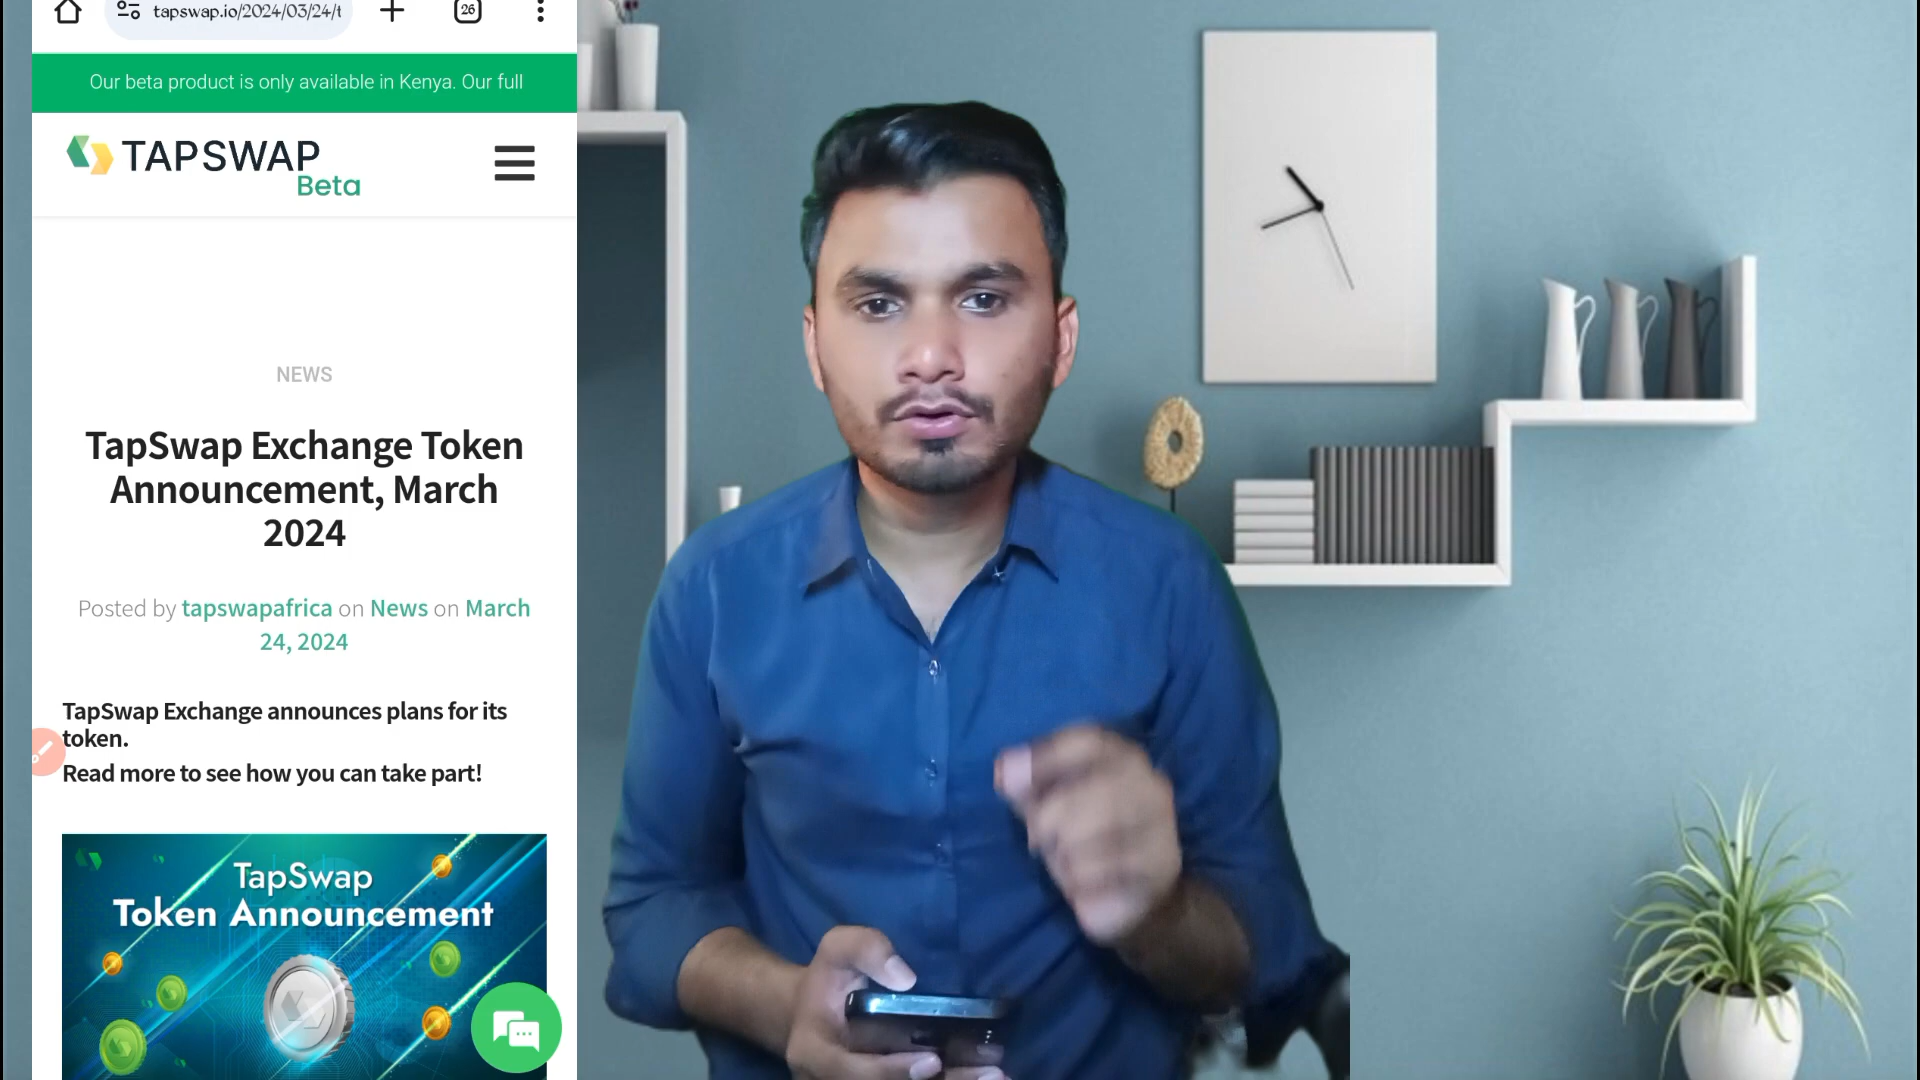 tapswap.io/2024/03/24/t
26
Our beta product is only available in Kenya. Our full
TAPSWAP
Beta
NEWS
TapSwap Exchange Token
Announcement, March
2024
Posted by tapswapafrica on News on March
24, 2024
TapSwap Exchange announces plans for its
token.
Read more to see how you can take part!
TapSwap
Token Announcement